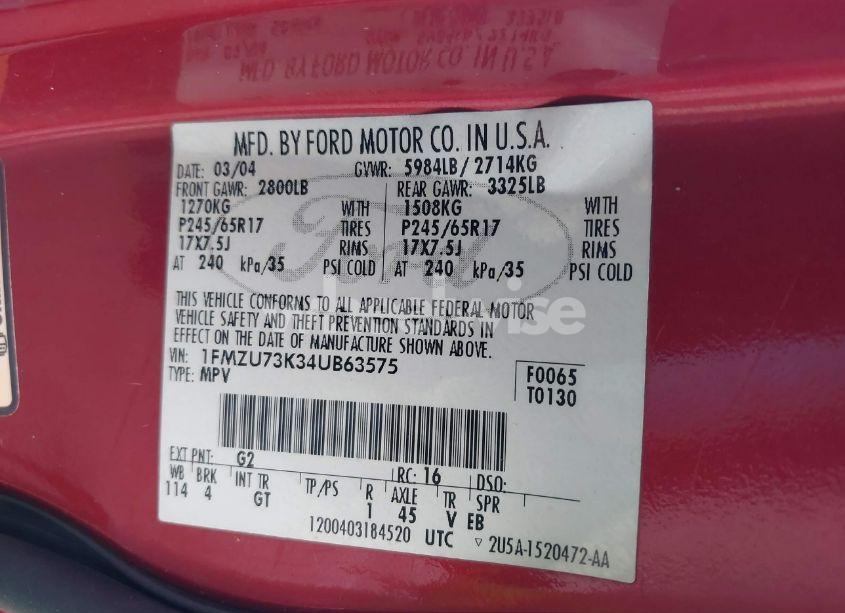 MFD. BY FORD MOTOR CO. IN U.S.A.
DATE: 03/04 GVWR: 5984LB / 2714KG
FRONT GAWR: 2800LB REAR GAWR: 3325LB
1270KG WITH 1508KG WITH
P245/65R17 TIRES P245/65R17 TIRES
17X7.5J RIMS 17X7.5J RIMS
AT 240 kPa/35 PSI COLD AT 240 kPa/35 PSI COLD
Ford
THIS VEHICLE CONFORMS TO ALL APPLICABLE FEDERAL MOTOR
VEHICLE SAFETY AND THEFT PREVENTION STANDARDS IN
EFFECT ON THE DATE OF MANUFACTURE SHOWN ABOVE.
VIN: 1FMZU73K34UB63575
TYPE: MPV
F0065
T0130
EXT PNT: G2 RC: 16 DSO:
WB BRK INT TR TP/PS R AXLE TR SPR
114 4 GT 1 45 V EB
1200403184520 UTC ▽ 2U5A-1520472-AA